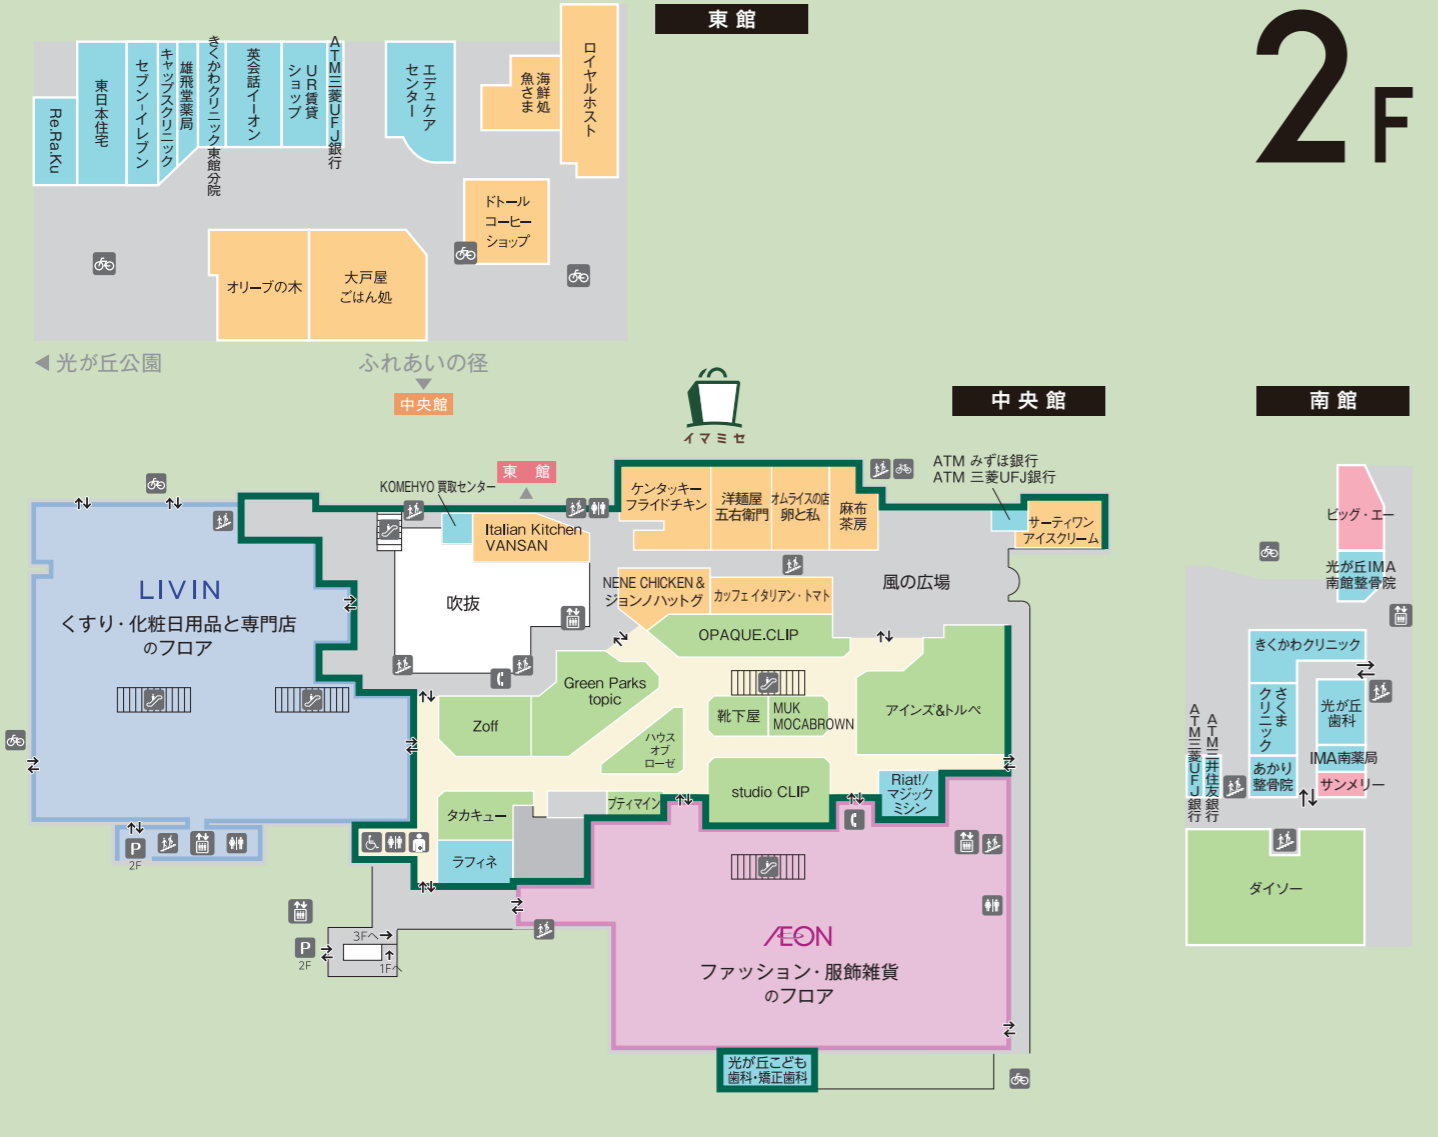 東館
2F
Re.Ra.Ku
東日本住宅
セブン-イレブン
キャップスクリニック
雄飛堂薬局
きくかわクリニック東館分院
英会話イーオン
UR賃貸
ショップ
ATM三菱UFJ銀行
エデュケア
センター
海鮮処
魚さま
ロイヤルホスト
ドトール
コーヒー
ショップ
オリーブの木
大戸屋
ごはん処
光が丘公園
ふれあいの径
中央館
イマミセ
中央館
南館
東 館
KOMEHYO 買取センター
Italian Kitchen
VANSAN
ケンタッキー
フライドチキン
洋麺屋
五右衛門
オムライスの店
卵と私
麻布
茶房
ATM みずほ銀行
ATM 三菱UFJ銀行
サーティワン
アイスクリーム
LIVIN
くすり・化粧日用品と専門店
のフロア
吹抜
NENE CHICKEN &
ジョンノハットグ
カッフェ イタリアン・トマト
風の広場
OPAQUE.CLIP
Green Parks
topic
Zoff
ハウス
オブ
ローゼ
靴下屋
MUK
MOCABROWN
アインズ&トルペ
studio CLIP
Riat!/
マジック
ミシン
プティマイン
タカキュー
ラフィネ
P
2F
P
2F
3Fへ
1Fへ
ÆON
ファッション・服飾雑貨
のフロア
光が丘こども
歯科・矯正歯科
ビッグ・エー
光が丘IMA
南館整骨院
きくかわクリニック
さくま
クリニック
光が丘
歯科
IMA南薬局
あかり
整骨院
サンメリー
ATM三菱UFJ銀行
ATM三井住友銀行
ダイソー